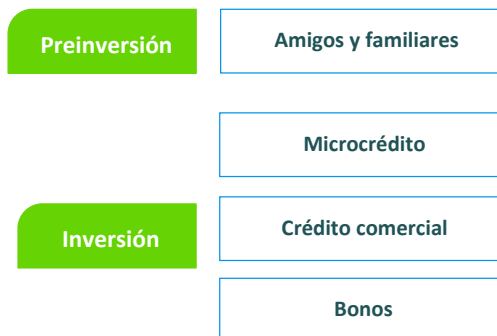 Preinversión
Amigos y familiares
Microcrédito
Inversión
Crédito comercial
Bonos